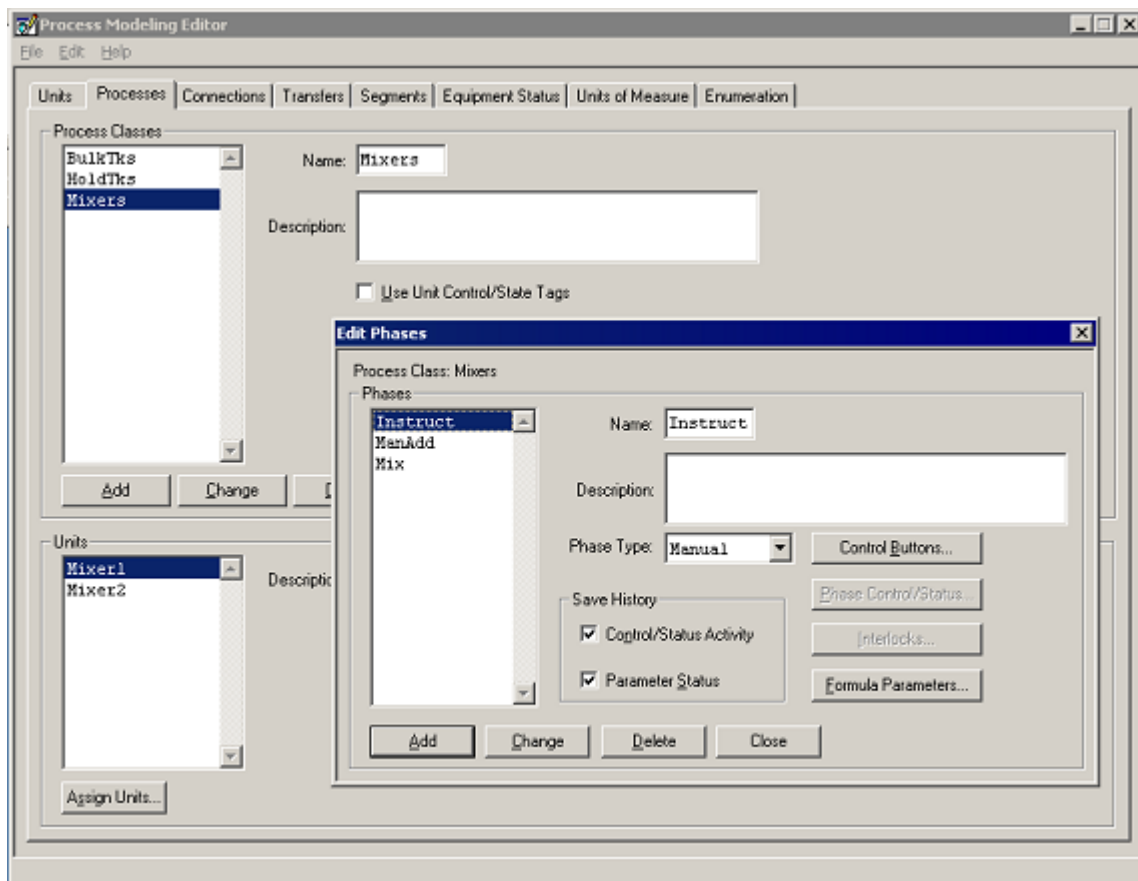 Process Modeling Editor
File Edit Help
Units Processes Connections Transfers Segments Equipment Status Units of Measure Enumeration
Process Classes
BulkTks
HoldTks
Mixers
Name: Mixers
Description:
Use Unit Control/State Tags
Add Change
Units
Mixer1
Mixer2
Assign Units...
Edit Phases
Process Class: Mixers
Phases
Instruct
ManAdd
Mix
Name: Instruct
Description:
Phase Type: Manual
Control Buttons...
Phase Control/Status...
Interlocks...
Formula Parameters...
Save History
Control/Status Activity
Parameter Status
Add Change Delete Close